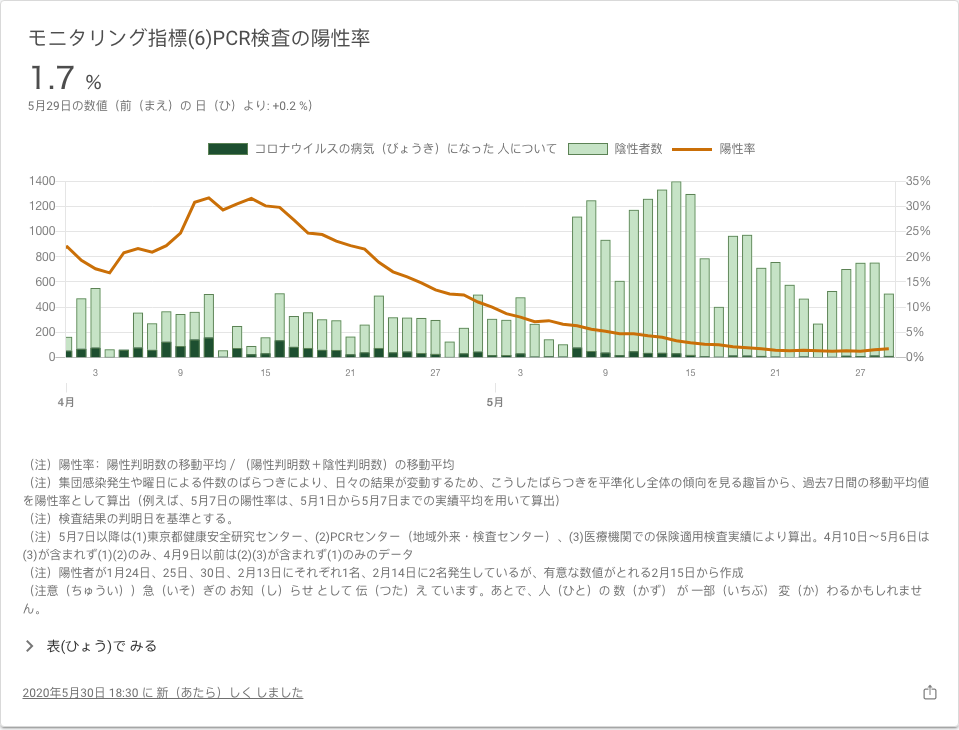 モニタリング指標(6)PCR検査の陽性率
1.7 %
5月29日の数値（前（まえ）の 日（ひ）より: +0.2 %）
コロナウイルスの病気（びょうき）になった 人について 陰性者数 陽性率
1400 35%
1200 30%
1000 25%
800 20%
600 15%
400 10%
200 5%
0 0%
3 9 15 21 27 3 9 15 21 27
4月 5月
（注）陽性率：陽性判明数の移動平均 / （陽性判明数＋陰性判明数）の移動平均
（注）集団感染発生や曜日による件数のばらつきにより、日々の結果が変動するため、こうしたばらつきを平準化し全体の傾向を見る趣旨から、過去7日間の移動平均値
を陽性率として算出（例えば、5月7日の陽性率は、5月1日から5月7日までの実績平均を用いて算出）
（注）検査結果の判明日を基準とする。
（注）5月7日以降は(1)東京都健康安全研究センター、(2)PCRセンター（地域外来・検査センター）、(3)医療機関での保険適用検査実績により算出。4月10日～5月6日は
(3)が含まれず(1)(2)のみ、4月9日以前は(2)(3)が含まれず(1)のみのデータ
（注）陽性者が1月24日、25日、30日、2月13日にそれぞれ1名、2月14日に2名発生しているが、有意な数値がとれる2月15日から作成
（注意（ちゅうい））急（いそ）ぎの お知（し）らせ として 伝（つた）え ています。あとで、人（ひと）の 数（かず） が 一部（いちぶ） 変（か）わるかもしれませ
ん。
表(ひょう)で みる
2020年5月30日 18:30 に 新（あたら）しく しました